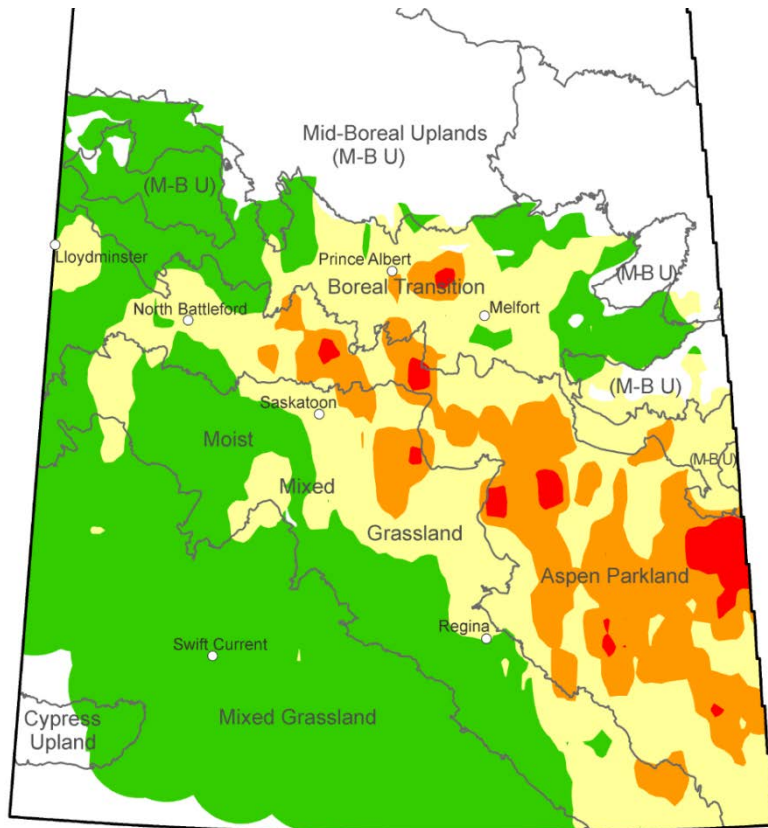 Mid-Boreal Uplands
(M-B U)
(M-B U)
Lloydminster
Prince Albert
(M-B U)
Boreal Transition
North Battleford
Melfort
(M-B U)
Saskatoon
Moist
(M-B U)
Mixed
Grassland
Aspen Parkland
Regina
Swift Current
Cypress
Upland
Mixed Grassland